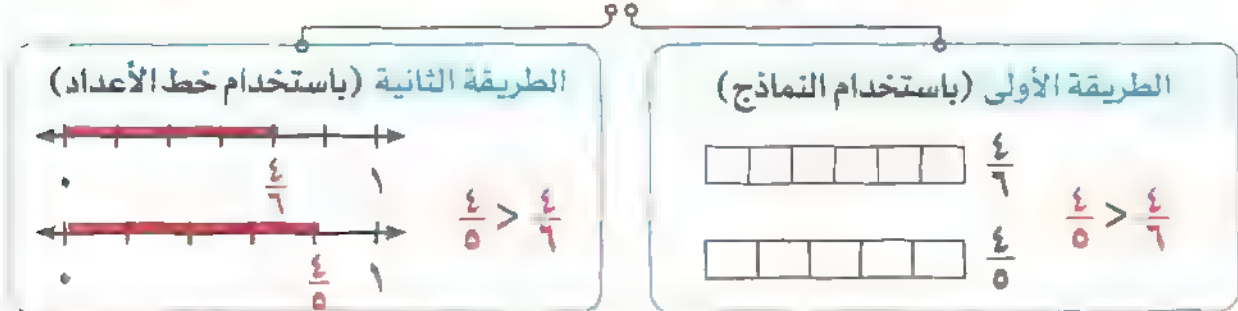 الطريقة الأولى (باستخدام النماذج)
٤/٦
٤/٦ > ٤/٥
٤/٥
الطريقة الثانية (باستخدام خط الأعداد)
٠ ٤/٦ ١
٤/٦ > ٤/٥
٠ ٤/٥ ١